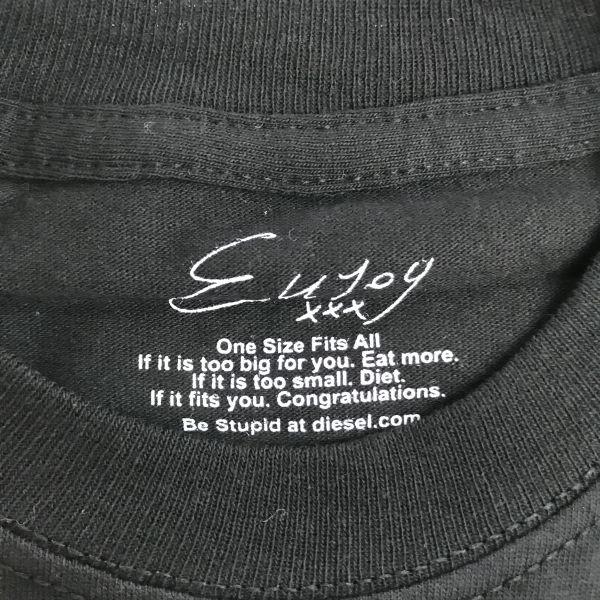 Enjoy
xxx
One Size Fits All
If it is too big for you. Eat more.
If it is too small. Diet.
If it fits you. Congratulations.
Be Stupid at diesel.com